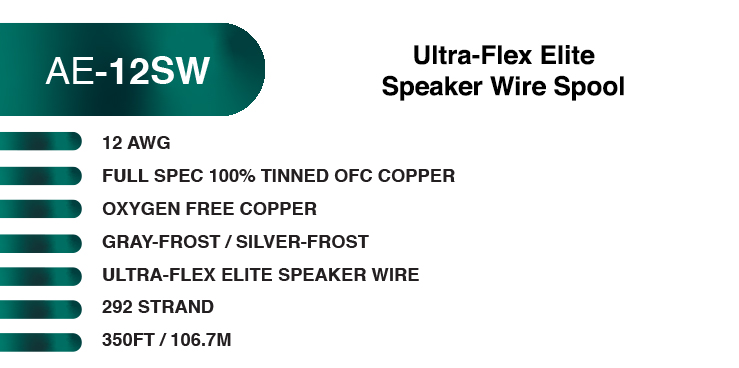 AE-12SW
Ultra-Flex Elite
Speaker Wire Spool
12 AWG
FULL SPEC 100% TINNED OFC COPPER
OXYGEN FREE COPPER
GRAY-FROST / SILVER-FROST
ULTRA-FLEX ELITE SPEAKER WIRE
292 STRAND
350FT / 106.7M